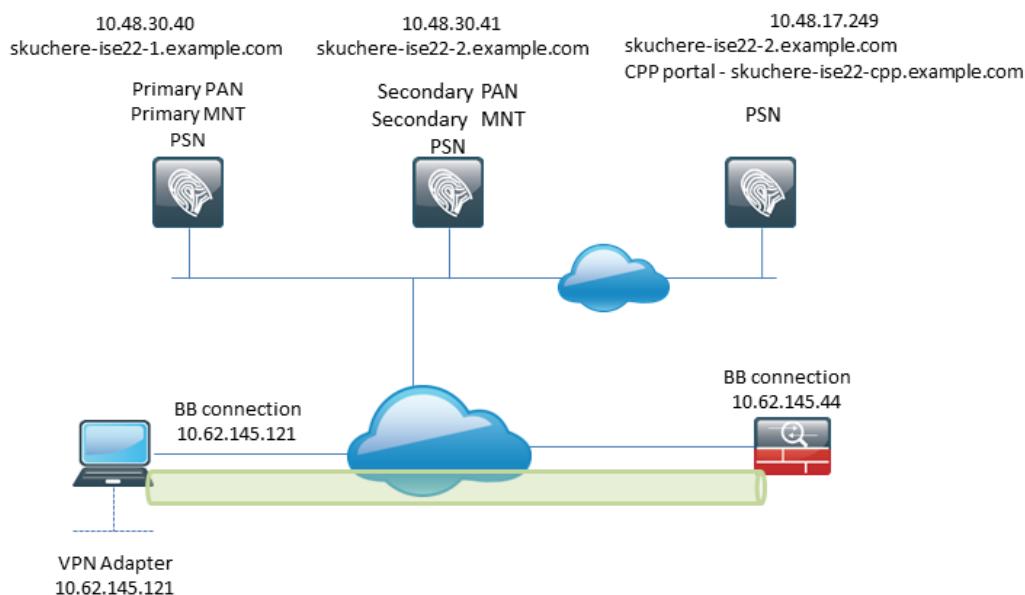 10.48.30.40
skuchere-ise22-1.example.com
Primary PAN
Primary MNT
PSN
10.48.30.41
skuchere-ise22-2.example.com
Secondary PAN
Secondary MNT
PSN
10.48.17.249
skuchere-ise22-2.example.com
CPP portal - skuchere-ise22-cpp.example.com
PSN
BB connection
10.62.145.121
BB connection
10.62.145.44
VPN Adapter
10.62.145.121